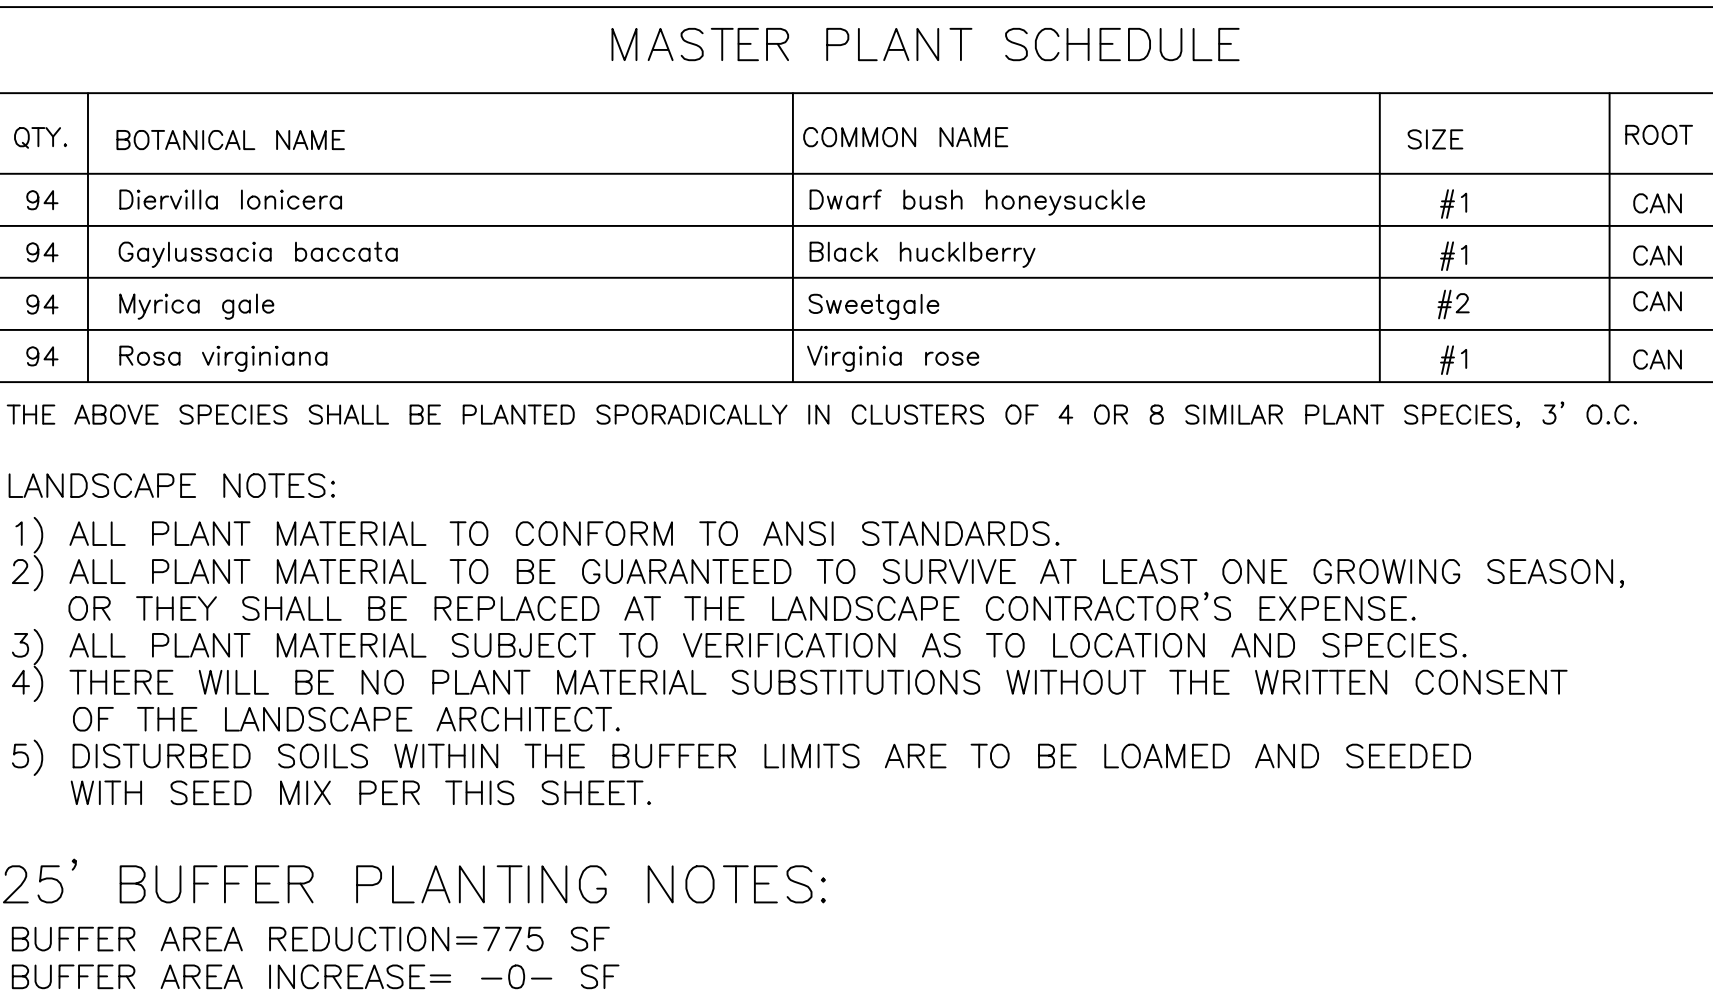 MASTER PLANT SCHEDULE
QTY. BOTANICAL NAME COMMON NAME SIZE ROOT
94 Diervilla lonicera Dwarf bush honeysuckle #1 CAN
94 Gaylussacia baccata Black hucklberry #1 CAN
94 Myrica gale Sweetgale #2 CAN
94 Rosa virginiana Virginia rose #1 CAN
THE ABOVE SPECIES SHALL BE PLANTED SPORADICALLY IN CLUSTERS OF 4 OR 8 SIMILAR PLANT SPECIES, 3' O.C.
LANDSCAPE NOTES:
1) ALL PLANT MATERIAL TO CONFORM TO ANSI STANDARDS.
2) ALL PLANT MATERIAL TO BE GUARANTEED TO SURVIVE AT LEAST ONE GROWING SEASON,
OR THEY SHALL BE REPLACED AT THE LANDSCAPE CONTRACTOR'S EXPENSE.
3) ALL PLANT MATERIAL SUBJECT TO VERIFICATION AS TO LOCATION AND SPECIES.
4) THERE WILL BE NO PLANT MATERIAL SUBSTITUTIONS WITHOUT THE WRITTEN CONSENT
OF THE LANDSCAPE ARCHITECT.
5) DISTURBED SOILS WITHIN THE BUFFER LIMITS ARE TO BE LOAMED AND SEEDED
WITH SEED MIX PER THIS SHEET.
25' BUFFER PLANTING NOTES:
BUFFER AREA REDUCTION=775 SF
BUFFER AREA INCREASE= -0- SF